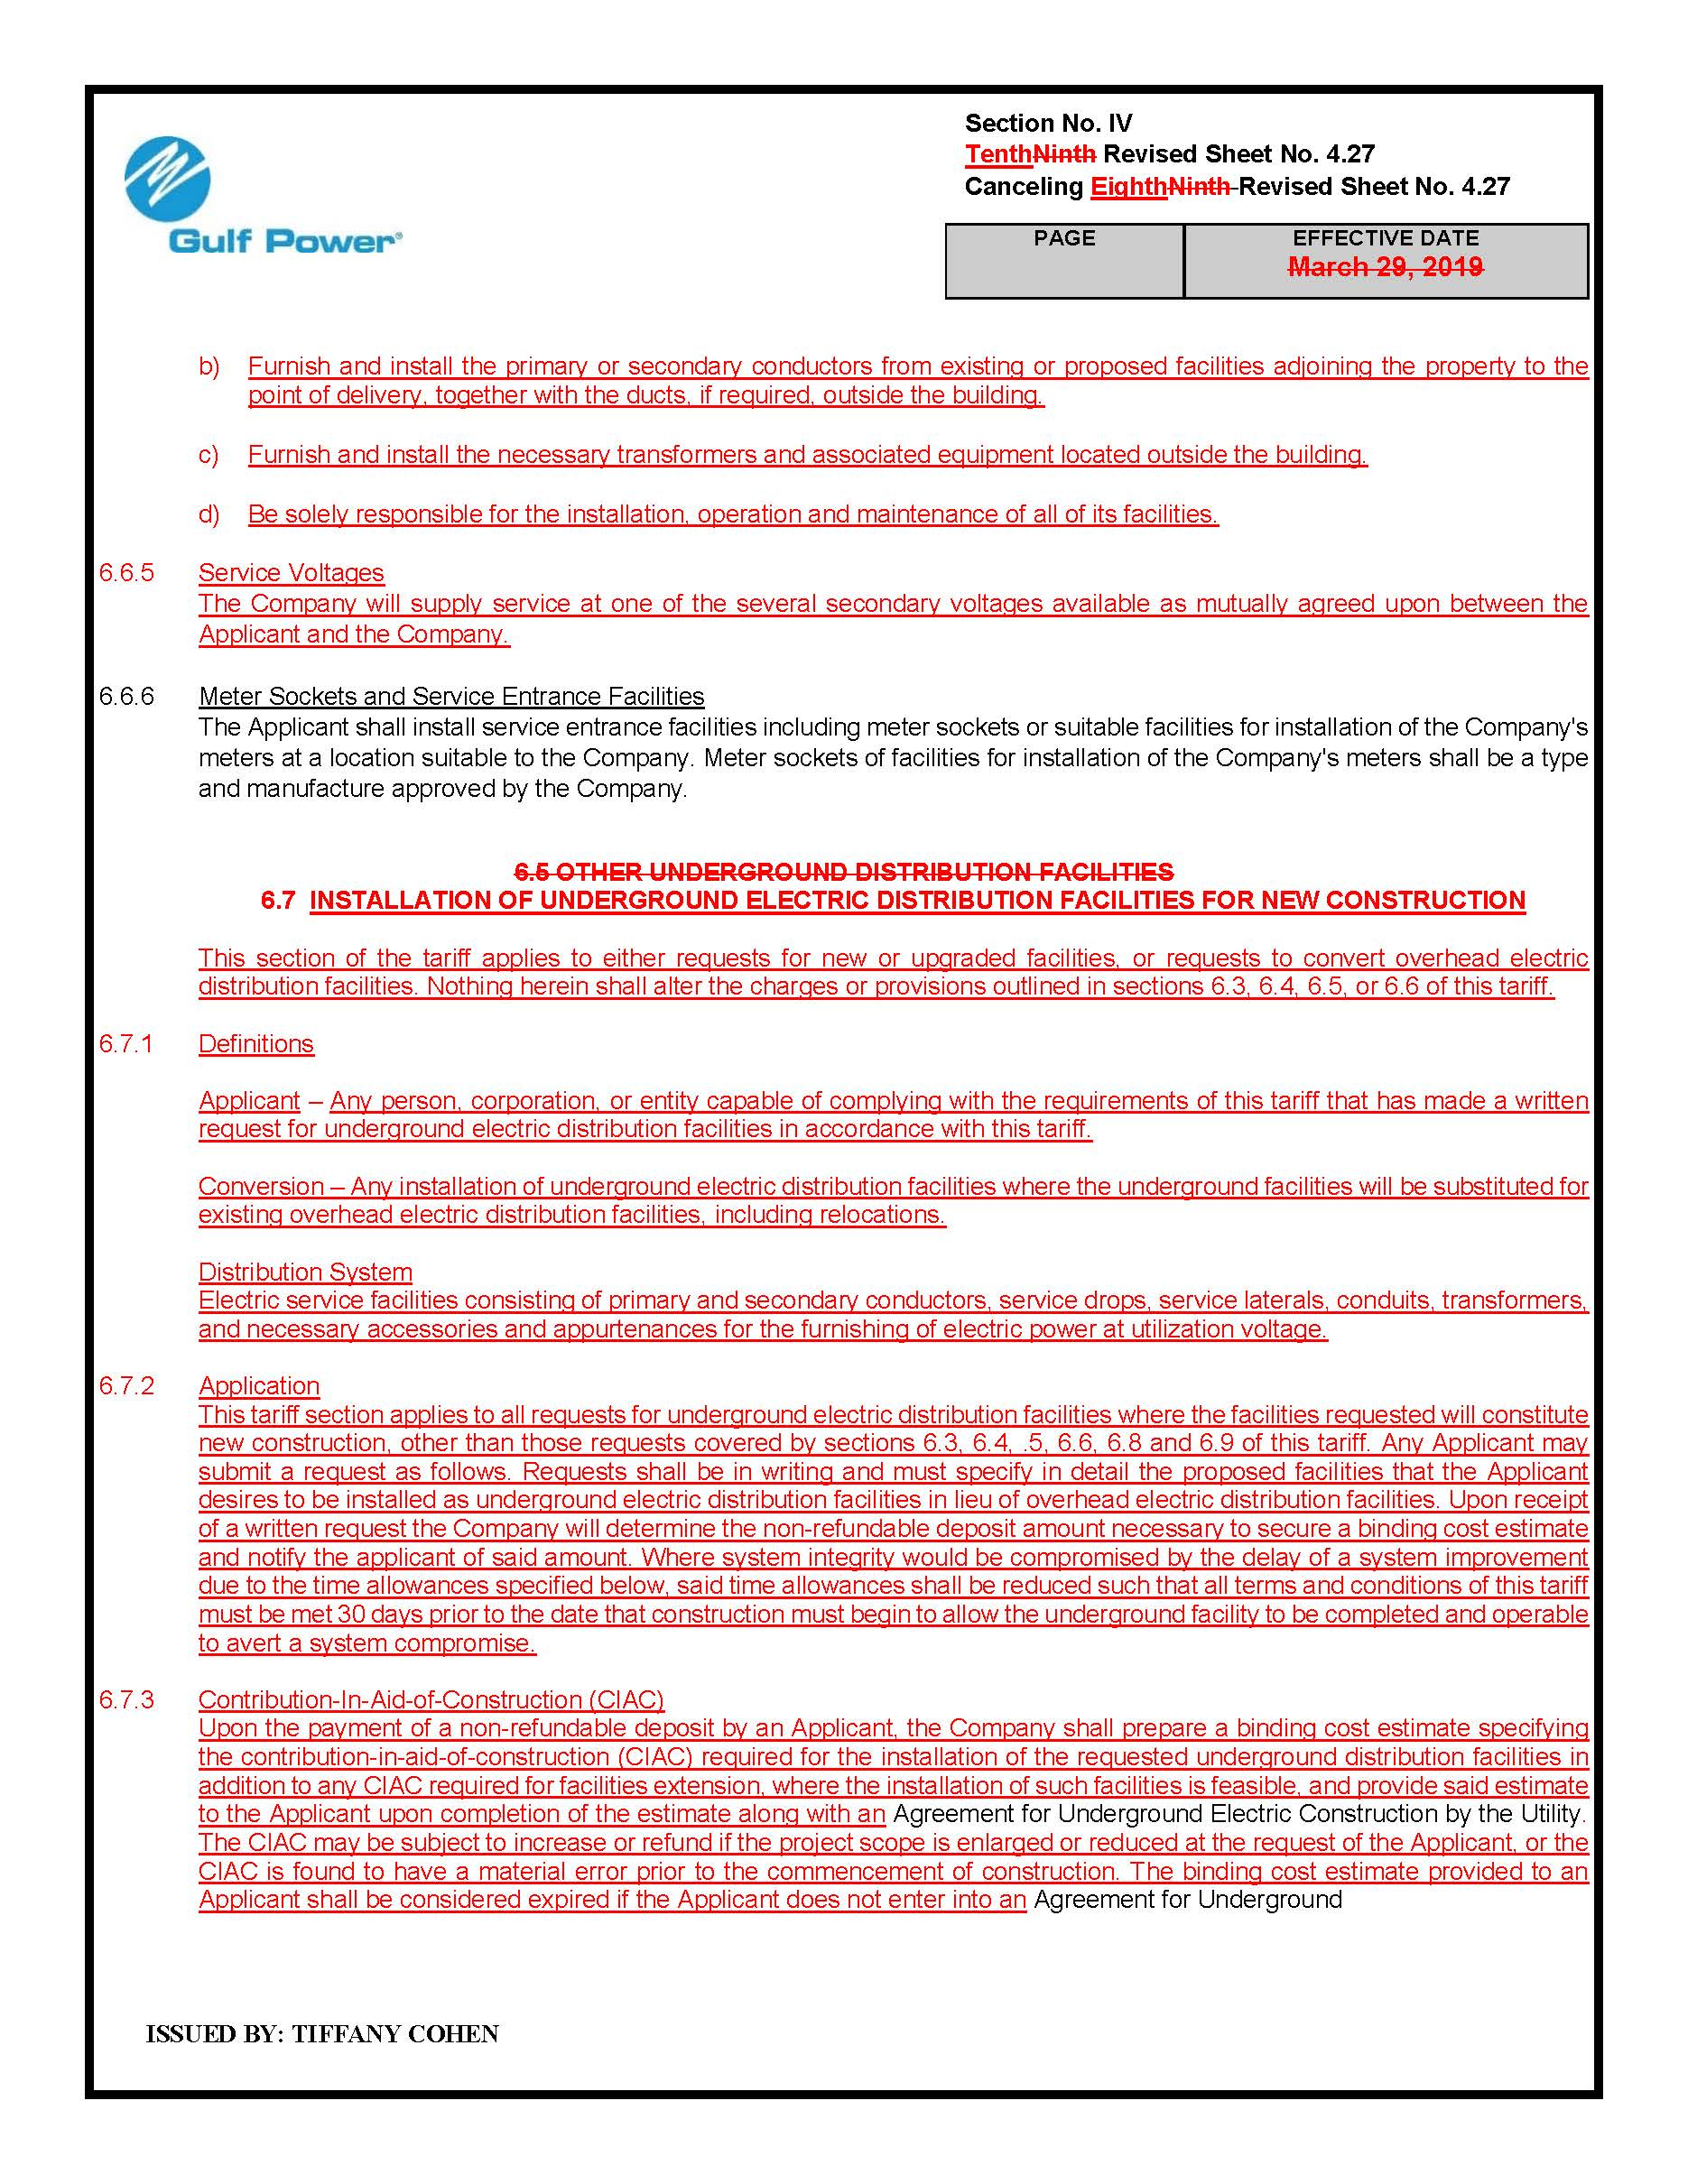 Section No. IV
TenthNinth Revised Sheet No. 4.27
Canceling EighthNinth Revised Sheet No. 4.27
Gulf Power®
PAGE
EFFECTIVE DATE
March 29, 2019
b) Furnish and install the primary or secondary conductors from existing or proposed facilities adjoining the property to the
point of delivery, together with the ducts, if required, outside the building.
c) Furnish and install the necessary transformers and associated equipment located outside the building.
d) Be solely responsible for the installation, operation and maintenance of all of its facilities.
6.6.5 Service Voltages
The Company will supply service at one of the several secondary voltages available as mutually agreed upon between the
Applicant and the Company.
6.6.6 Meter Sockets and Service Entrance Facilities
The Applicant shall install service entrance facilities including meter sockets or suitable facilities for installation of the Company's
meters at a location suitable to the Company. Meter sockets of facilities for installation of the Company's meters shall be a type
and manufacture approved by the Company.
6.5 OTHER UNDERGROUND DISTRIBUTION FACILITIES
6.7 INSTALLATION OF UNDERGROUND ELECTRIC DISTRIBUTION FACILITIES FOR NEW CONSTRUCTION
This section of the tariff applies to either requests for new or upgraded facilities, or requests to convert overhead electric
distribution facilities. Nothing herein shall alter the charges or provisions outlined in sections 6.3, 6.4, 6.5, or 6.6 of this tariff.
6.7.1 Definitions
Applicant – Any person, corporation, or entity capable of complying with the requirements of this tariff that has made a written
request for underground electric distribution facilities in accordance with this tariff.
Conversion – Any installation of underground electric distribution facilities where the underground facilities will be substituted for
existing overhead electric distribution facilities, including relocations.
Distribution System
Electric service facilities consisting of primary and secondary conductors, service drops, service laterals, conduits, transformers,
and necessary accessories and appurtenances for the furnishing of electric power at utilization voltage.
6.7.2 Application
This tariff section applies to all requests for underground electric distribution facilities where the facilities requested will constitute
new construction, other than those requests covered by sections 6.3, 6.4, .5, 6.6, 6.8 and 6.9 of this tariff. Any Applicant may
submit a request as follows. Requests shall be in writing and must specify in detail the proposed facilities that the Applicant
desires to be installed as underground electric distribution facilities in lieu of overhead electric distribution facilities. Upon receipt
of a written request the Company will determine the non-refundable deposit amount necessary to secure a binding cost estimate
and notify the applicant of said amount. Where system integrity would be compromised by the delay of a system improvement
due to the time allowances specified below, said time allowances shall be reduced such that all terms and conditions of this tariff
must be met 30 days prior to the date that construction must begin to allow the underground facility to be completed and operable
to avert a system compromise.
6.7.3 Contribution-In-Aid-of-Construction (CIAC)
Upon the payment of a non-refundable deposit by an Applicant, the Company shall prepare a binding cost estimate specifying
the contribution-in-aid-of-construction (CIAC) required for the installation of the requested underground distribution facilities in
addition to any CIAC required for facilities extension, where the installation of such facilities is feasible, and provide said estimate
to the Applicant upon completion of the estimate along with an Agreement for Underground Electric Construction by the Utility.
The CIAC may be subject to increase or refund if the project scope is enlarged or reduced at the request of the Applicant, or the
CIAC is found to have a material error prior to the commencement of construction. The binding cost estimate provided to an
Applicant shall be considered expired if the Applicant does not enter into an Agreement for Underground
ISSUED BY: TIFFANY COHEN